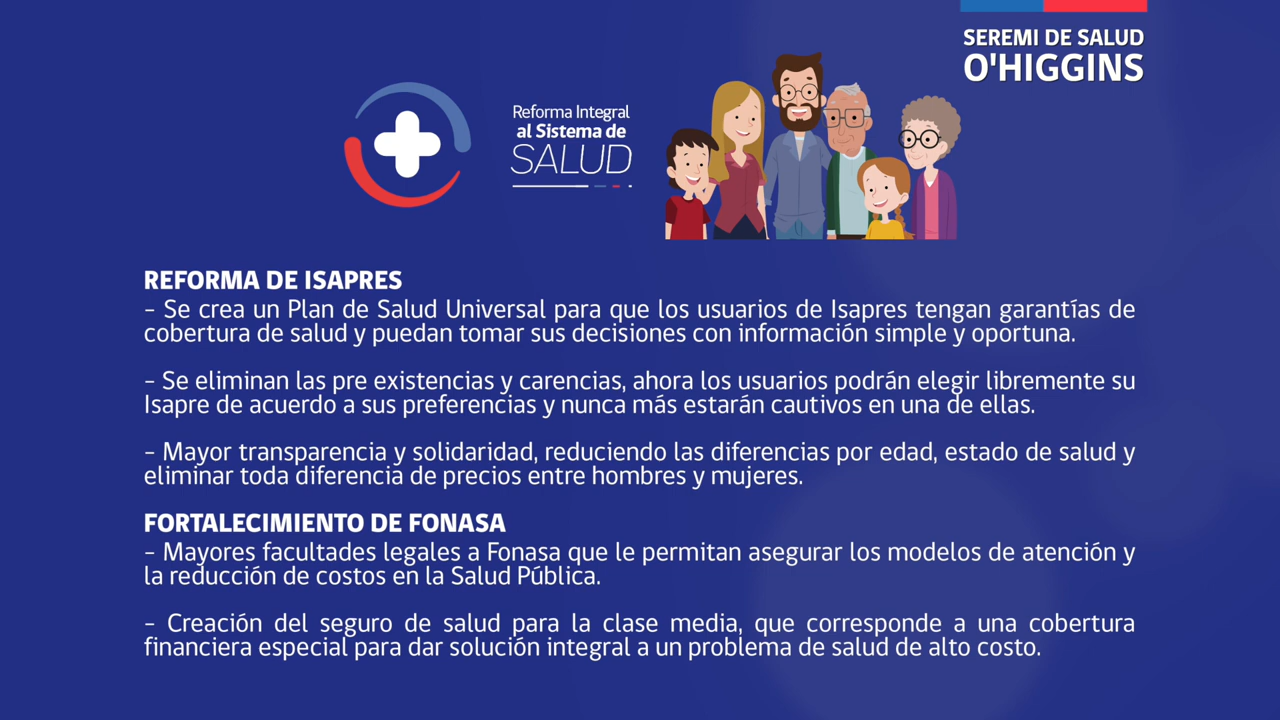 SEREMI DE SALUD
O'HIGGINS
Reforma Integral
al Sistema de
SALUD
REFORMA DE ISAPRES
– Se crea un Plan de Salud Universal para que los usuarios de Isapres tengan garantías de
cobertura de salud y puedan tomar sus decisiones con información simple y oportuna.
– Se eliminan las pre existencias y carencias, ahora los usuarios podrán elegir libremente su
Isapre de acuerdo a sus preferencias y nunca más estarán cautivos en una de ellas.
– Mayor transparencia y solidaridad, reduciendo las diferencias por edad, estado de salud y
eliminar toda diferencia de precios entre hombres y mujeres.
FORTALECIMIENTO DE FONASA
– Mayores facultades legales a Fonasa que le permitan asegurar los modelos de atención y
la reducción de costos en la Salud Pública.
– Creación del seguro de salud para la clase media, que corresponde a una cobertura
financiera especial para dar solución integral a un problema de salud de alto costo.